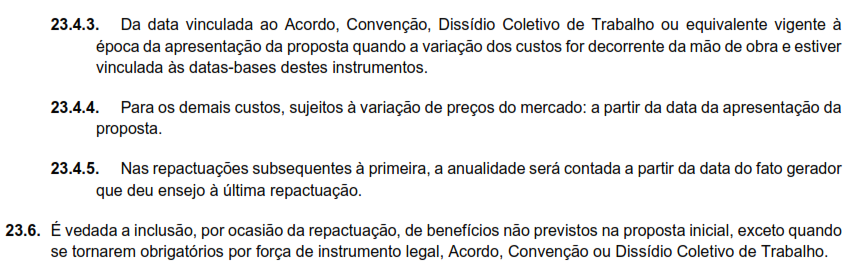 23.4.3. Da data vinculada ao Acordo, Convenção, Dissídio Coletivo de Trabalho ou equivalente vigente à
época da apresentação da proposta quando a variação dos custos for decorrente da mão de obra e estiver
vinculada às datas-bases destes instrumentos.
23.4.4. Para os demais custos, sujeitos à variação de preços do mercado: a partir da data da apresentação da
proposta.
23.4.5. Nas repactuações subsequentes à primeira, a anualidade será contada a partir da data do fato gerador
que deu ensejo à última repactuação.
23.6. É vedada a inclusão, por ocasião da repactuação, de benefícios não previstos na proposta inicial, exceto quando
se tornarem obrigatórios por força de instrumento legal, Acordo, Convenção ou Dissídio Coletivo de Trabalho.